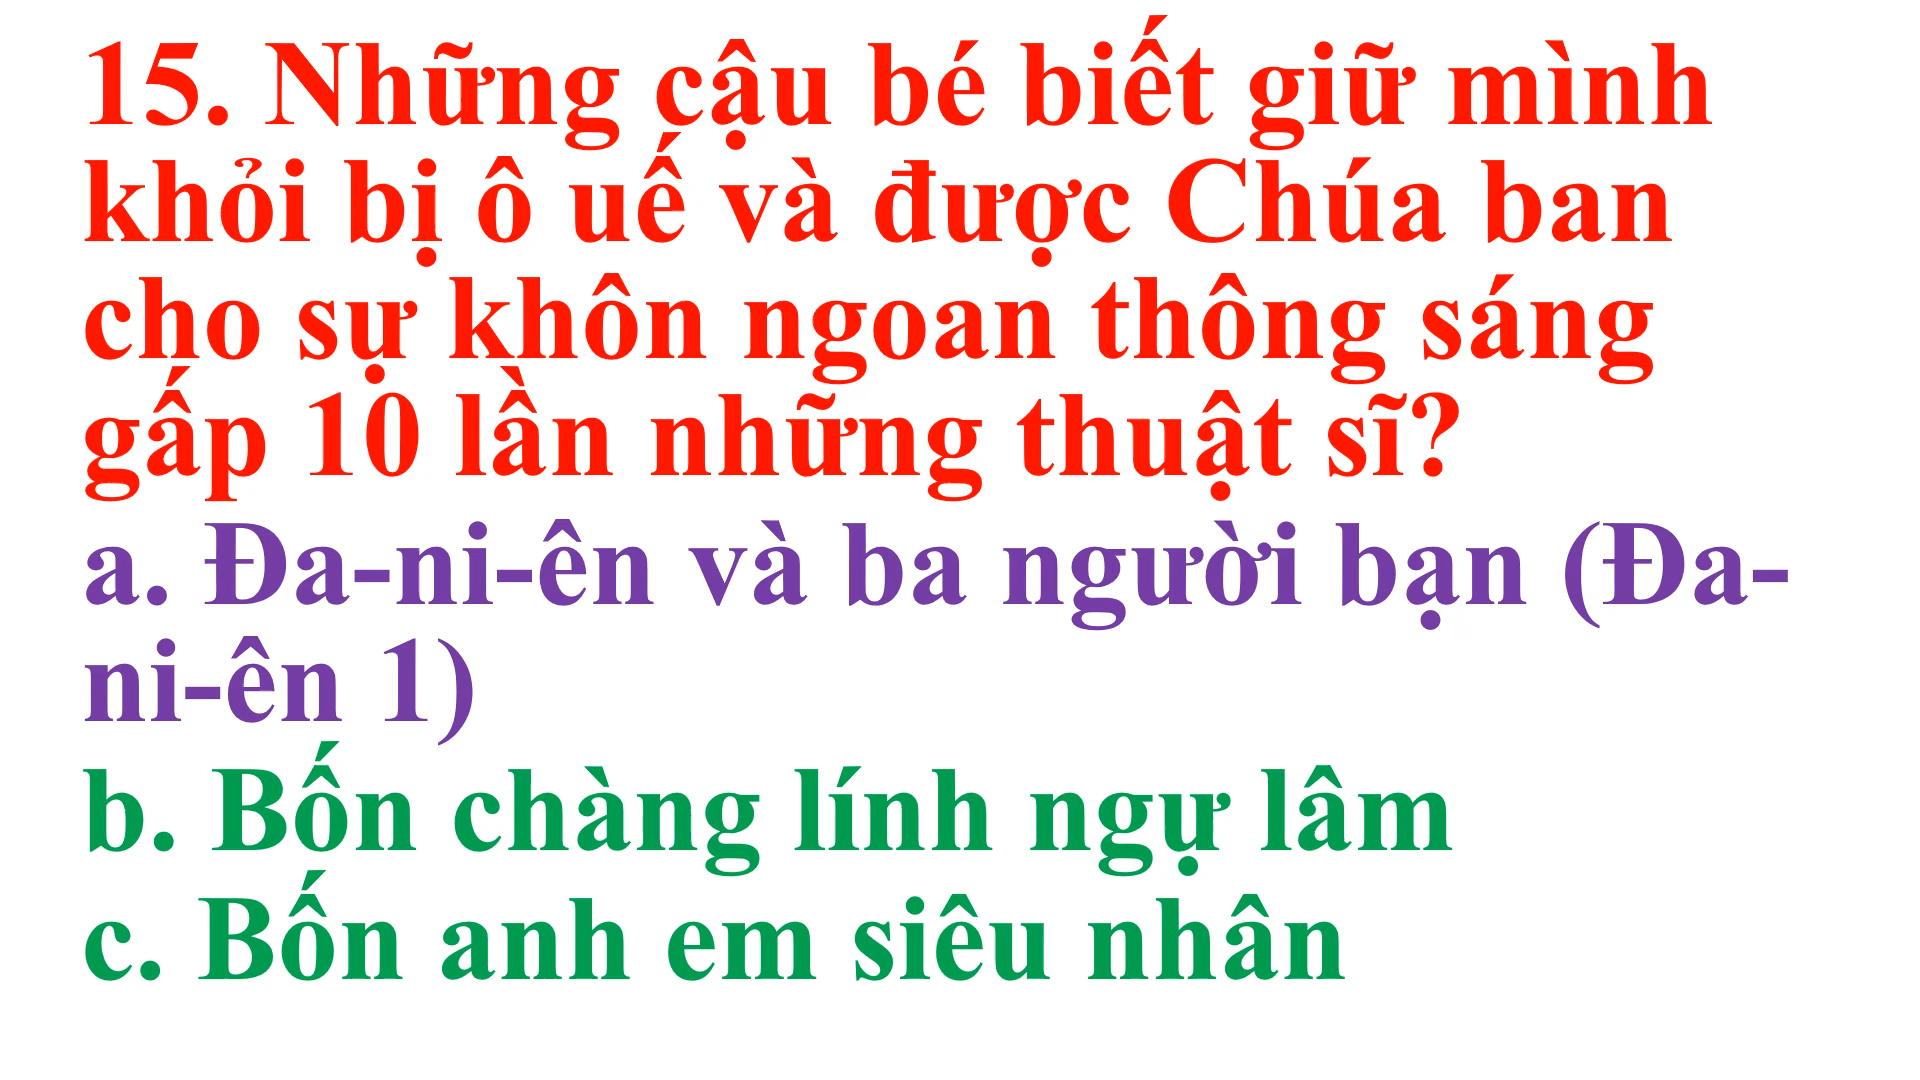 15. Những cậu bé biết giữ mình
khỏi bị ô uế và được Chúa ban
cho sự khôn ngoan thông sáng
gấp 10 lần những thuật sĩ?
a. Đa-ni-ên và ba người bạn (Đa-
ni-ên 1)
b. Bốn chàng lính ngự lâm
c. Bốn anh em siêu nhân